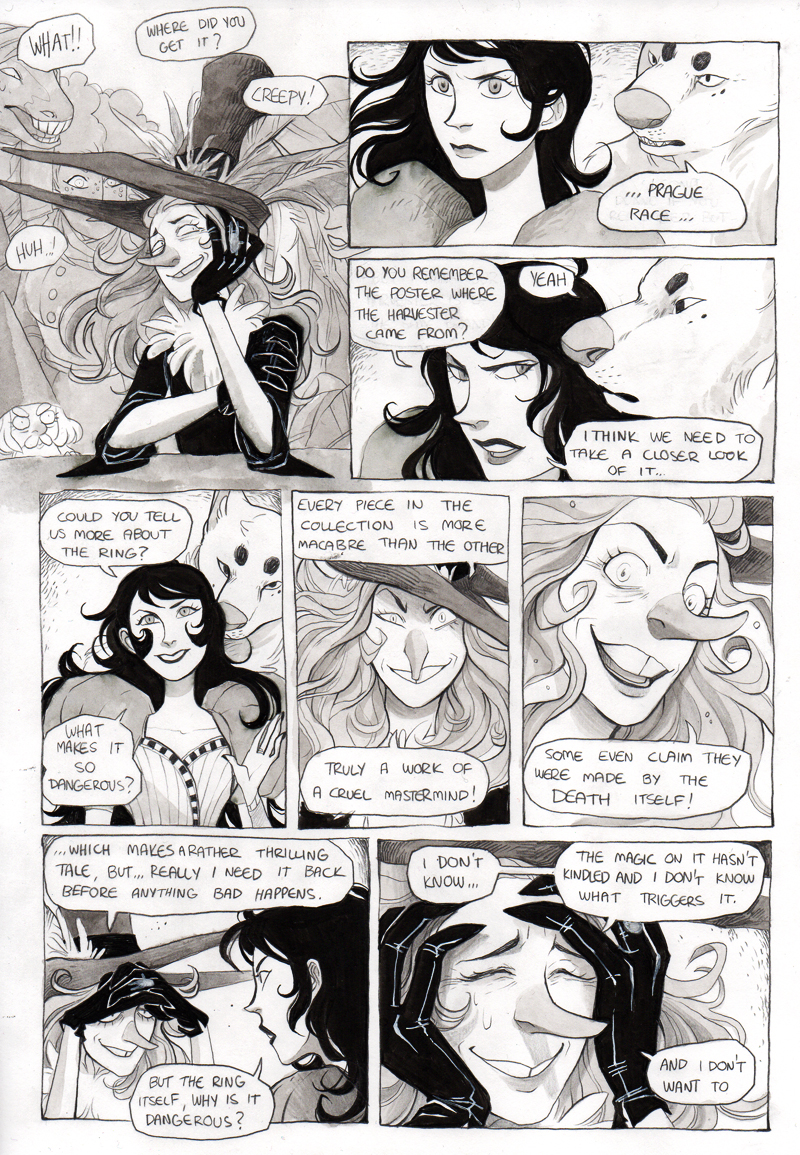 WHAT!!
WHERE DID YOU
GET IT?
CREEPY!
HUH..!
...PRAGUE
RACE...
DO YOU REMEMBER
THE POSTER WHERE
THE HARVESTER
CAME FROM?
YEAH
I THINK WE NEED TO
TAKE A CLOSER LOOK
OF IT...
COULD YOU TELL
US MORE ABOUT
THE RING?
WHAT
MAKES IT
SO
DANGEROUS?
EVERY PIECE IN THE
COLLECTION IS MORE
MACABRE THAN THE OTHER
TRULY A WORK OF
A CRUEL MASTERMIND!
SOME EVEN CLAIM THEY
WERE MADE BY THE
DEATH ITSELF!
...WHICH MAKES A RATHER THRILLING
TALE, BUT... REALLY I NEED IT BACK
BEFORE ANYTHING BAD HAPPENS.
BUT THE RING
ITSELF, WHY IS IT
DANGEROUS?
I DON'T
KNOW...
THE MAGIC ON IT HASN'T
KINDLED AND I DON'T KNOW
WHAT TRIGGERS IT.
AND I DON'T
WANT TO